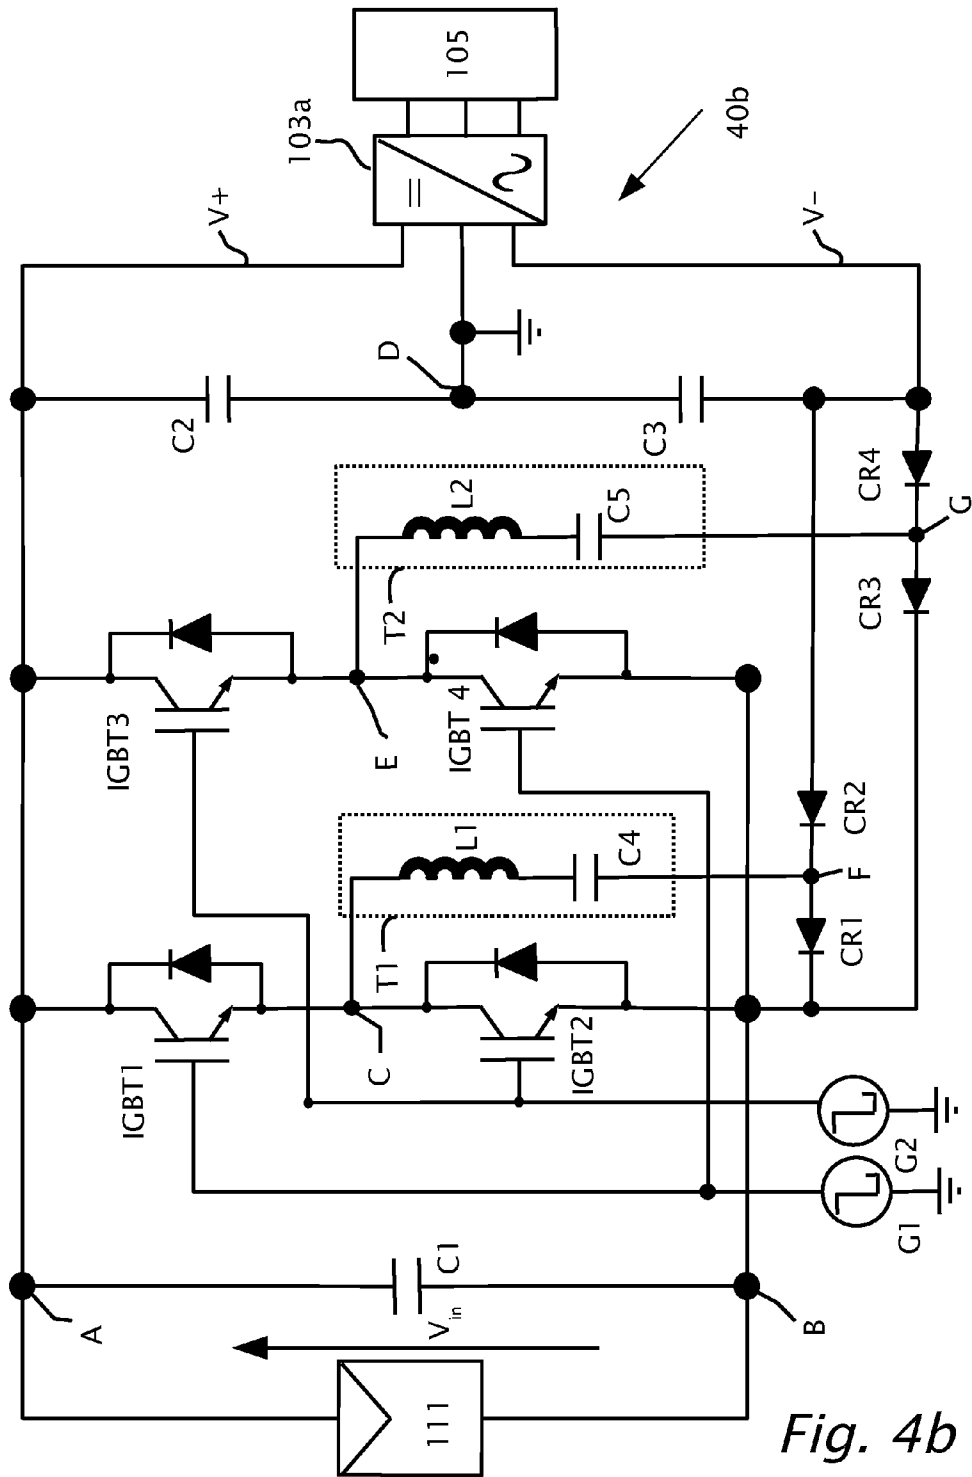 105
103a
40b
V+
V-
D
C2
C3
T2
L2
C5
CR4
G
CR3
IGBT3
E
IGBT 4
T1
L1
C4
CR2
F
CR1
IGBT1
C
IGBT2
G2
G1
A
C1
Vin
B
111
Fig. 4b